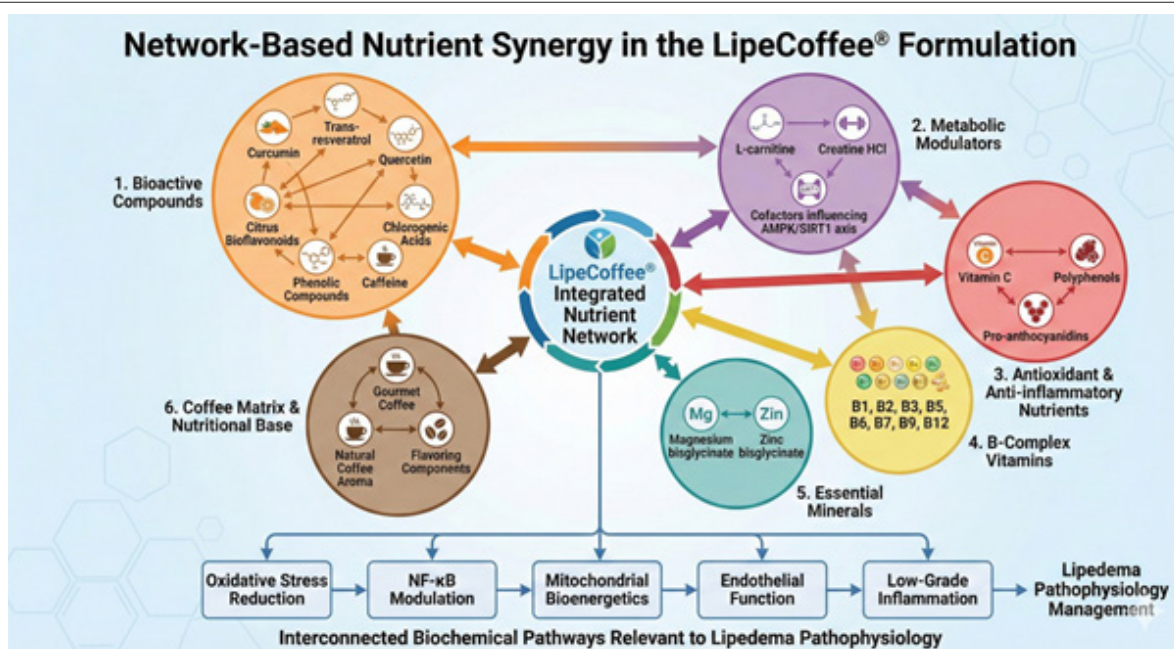 Network-Based Nutrient Synergy in the LipeCoffee® Formulation
1. Bioactive
Compounds
Curcumin
Trans-
resveratrol
Quercetin
Citrus
Bioflavonoids
Chlorogenic
Acids
Phenolic
Compounds
Caffeine
L-carnitine
Creatine HCl
Cofactors influencing
AMPK/SIRT1 axis
2. Metabolic
Modulators
LipeCoffee®
Integrated
Nutrient
Network
Vitamin C
Polyphenols
Pro-anthocyanidins
3. Antioxidant &
Anti-inflammatory
Nutrients
B1, B2, B3, B5,
B6, B7, B9, B12
4. B-Complex
Vitamins
Mg
Zin
Magnesium
bisglycinate
Zinc
bisglycinate
5. Essential
Minerals
6. Coffee Matrix &
Nutritional Base
Gourmet
Coffee
Natural
Coffee
Aroma
Flavoring
Components
Oxidative Stress
Reduction
NF-κB
Modulation
Mitochondrial
Bioenergetics
Endothelial
Function
Low-Grade
Inflammation
Lipedema
Pathophysiology
Management
Interconnected Biochemical Pathways Relevant to Lipedema Pathophysiology